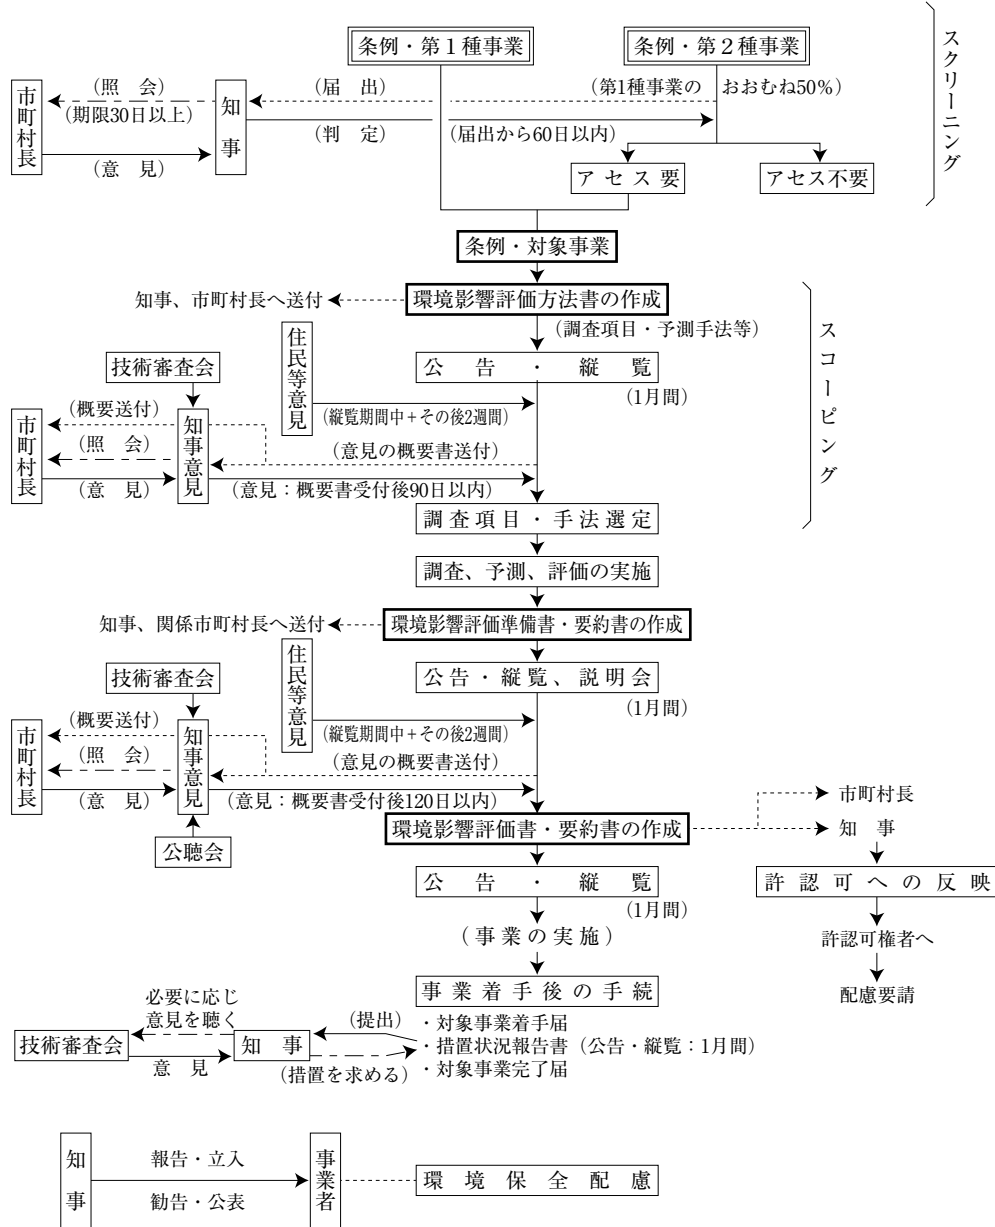 条例・第１種事業
条例・第２種事業
スクリーニング
市町村長
（照　会）
（期限30日以上）
（意　見）
知事
（届　出）
（判　定）
（第1種事業の　おおむね50％）
（届出から60日以内）
アセス要
アセス不要
条例・対象事業
知事、市町村長へ送付
環境影響評価方法書の作成
（調査項目・予測手法等）
スコーピング
住民等意見
公　告　・　縦　覧
（1月間）
技術審査会
（縦覧期間中＋その後2週間）
市町村長
（概要送付）
（照　会）
（意　見）
知事意見
（意見の概要書送付）
（意見：概要書受付後90日以内）
調査項目・手法選定
調査、予測、評価の実施
知事、関係市町村長へ送付
環境影響評価準備書・要約書の作成
住民等意見
公告・縦覧、説明会
（1月間）
技術審査会
（縦覧期間中＋その後2週間）
市町村長
（概要送付）
（照　会）
（意　見）
知事意見
（意見の概要書送付）
（意見：概要書受付後120日以内）
公聴会
環境影響評価書・要約書の作成
市町村長
知　事
公　告　・　縦　覧
（1月間）
許認可への反映
（事業の実施）
許認可権者へ
事業着手後の手続
配慮要請
必要に応じ
意見を聴く
技術審査会
意　見
知　事
（提出）
（措置を求める）
・対象事業着手届
・措置状況報告書（公告・縦覧：1月間）
・対象事業完了届
知事
報告・立入
勧告・公表
事業者
環境保全配慮